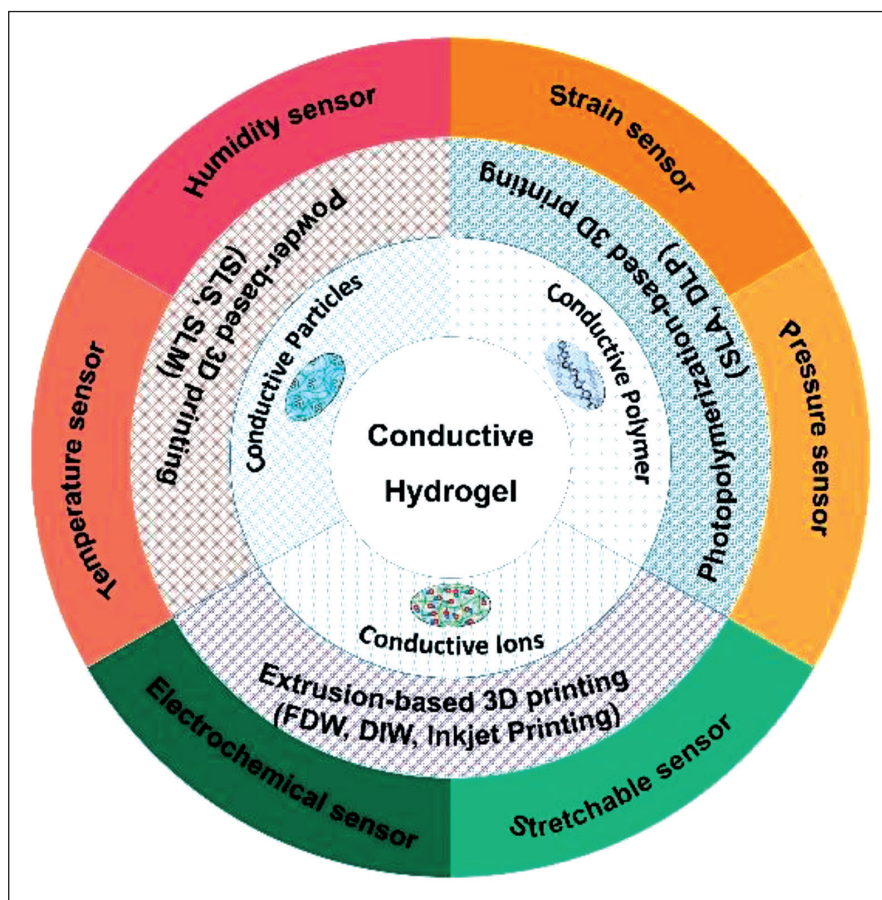 Humidity sensor
Strain sensor
Pressure sensor
Stretchable sensor
Electrochemical sensor
Temperature sensor
Powder-based 3D printing
(SLS, SLM)
Photopolymerization-based 3D printing
(SLA, DLP)
Extrusion-based 3D printing
(FDW, DIW, Inkjet Printing)
Conductive Particles
Conductive Polymer
Conductive Ions
Conductive
Hydrogel